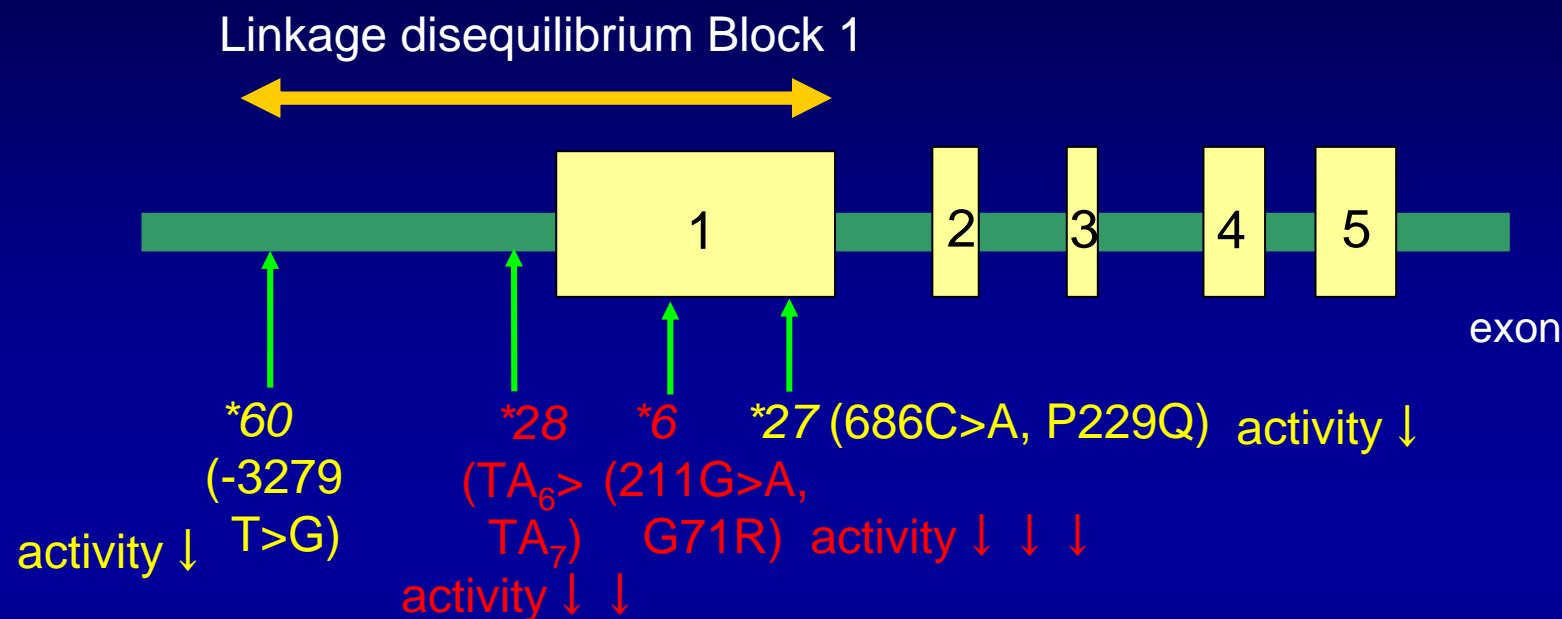 Linkage disequilibrium Block 1
1 2 3 4 5
exon
*60 *28 *6 *27 (686C>A, P229Q) activity ↓
(-3279 (TA₆> (211G>A,
activity ↓ T>G) TA₇) G71R) activity ↓ ↓ ↓
activity ↓ ↓